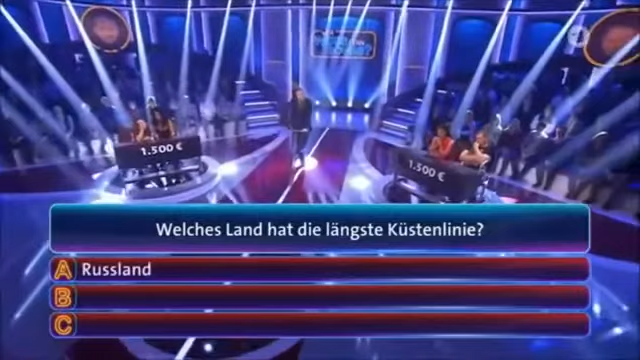 1.500 €
1.500 €
Welches Land hat die längste Küstenlinie?
A Russland
B
C